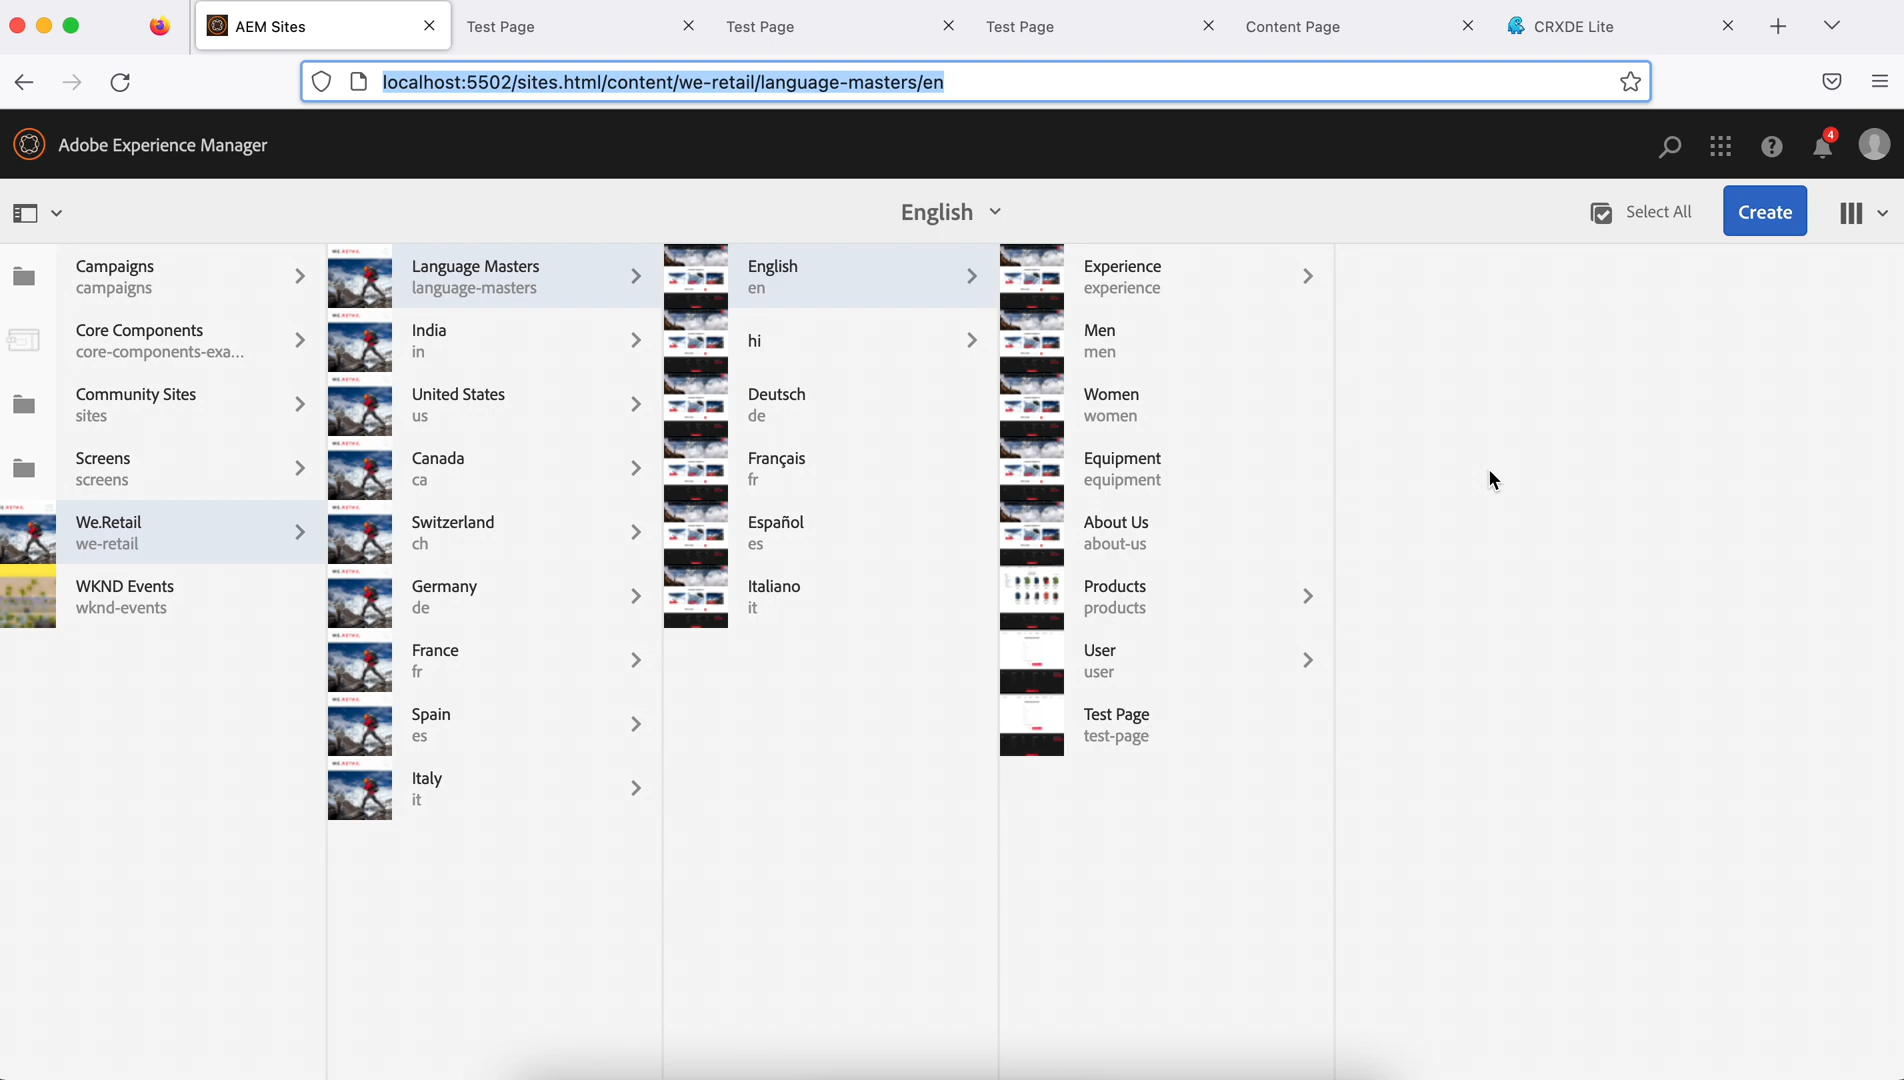 AEM Sites
Test Page
Test Page
Test Page
Content Page
CRXDE Lite
localhost:5502/sites.html/content/we-retail/language-masters/en
Adobe Experience Manager
4
English
Select All
Create
Campaigns
campaigns
Core Components
core-components-exa...
Community Sites
sites
Screens
screens
We.Retail
we-retail
WKND Events
wknd-events
Language Masters
language-masters
India
in
United States
us
Canada
ca
Switzerland
ch
Germany
de
France
fr
Spain
es
Italy
it
English
en
hi
Deutsch
de
Français
fr
Español
es
Italiano
it
Experience
experience
Men
men
Women
women
Equipment
equipment
About Us
about-us
Products
products
User
user
Test Page
test-page